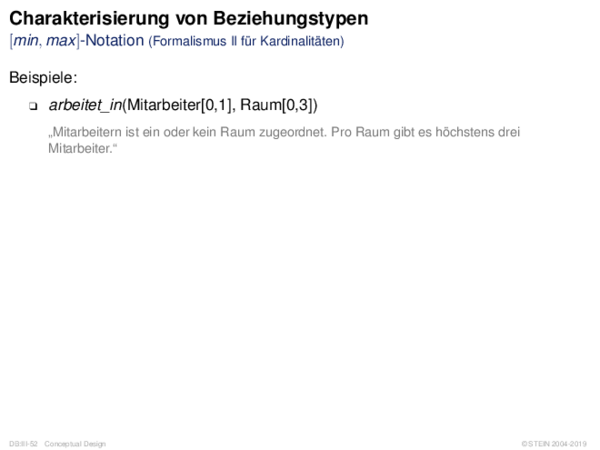 Charakterisierung von Beziehungstypen
[min, max]-Notation (Formalismus II für Kardinalitäten)
Beispiele:
❑ arbeitet_in(Mitarbeiter[0,1], Raum[0,3])
„Mitarbeitern ist ein oder kein Raum zugeordnet. Pro Raum gibt es höchstens drei
Mitarbeiter.“
DB:III-52 Conceptual Design © STEIN 2004-2019